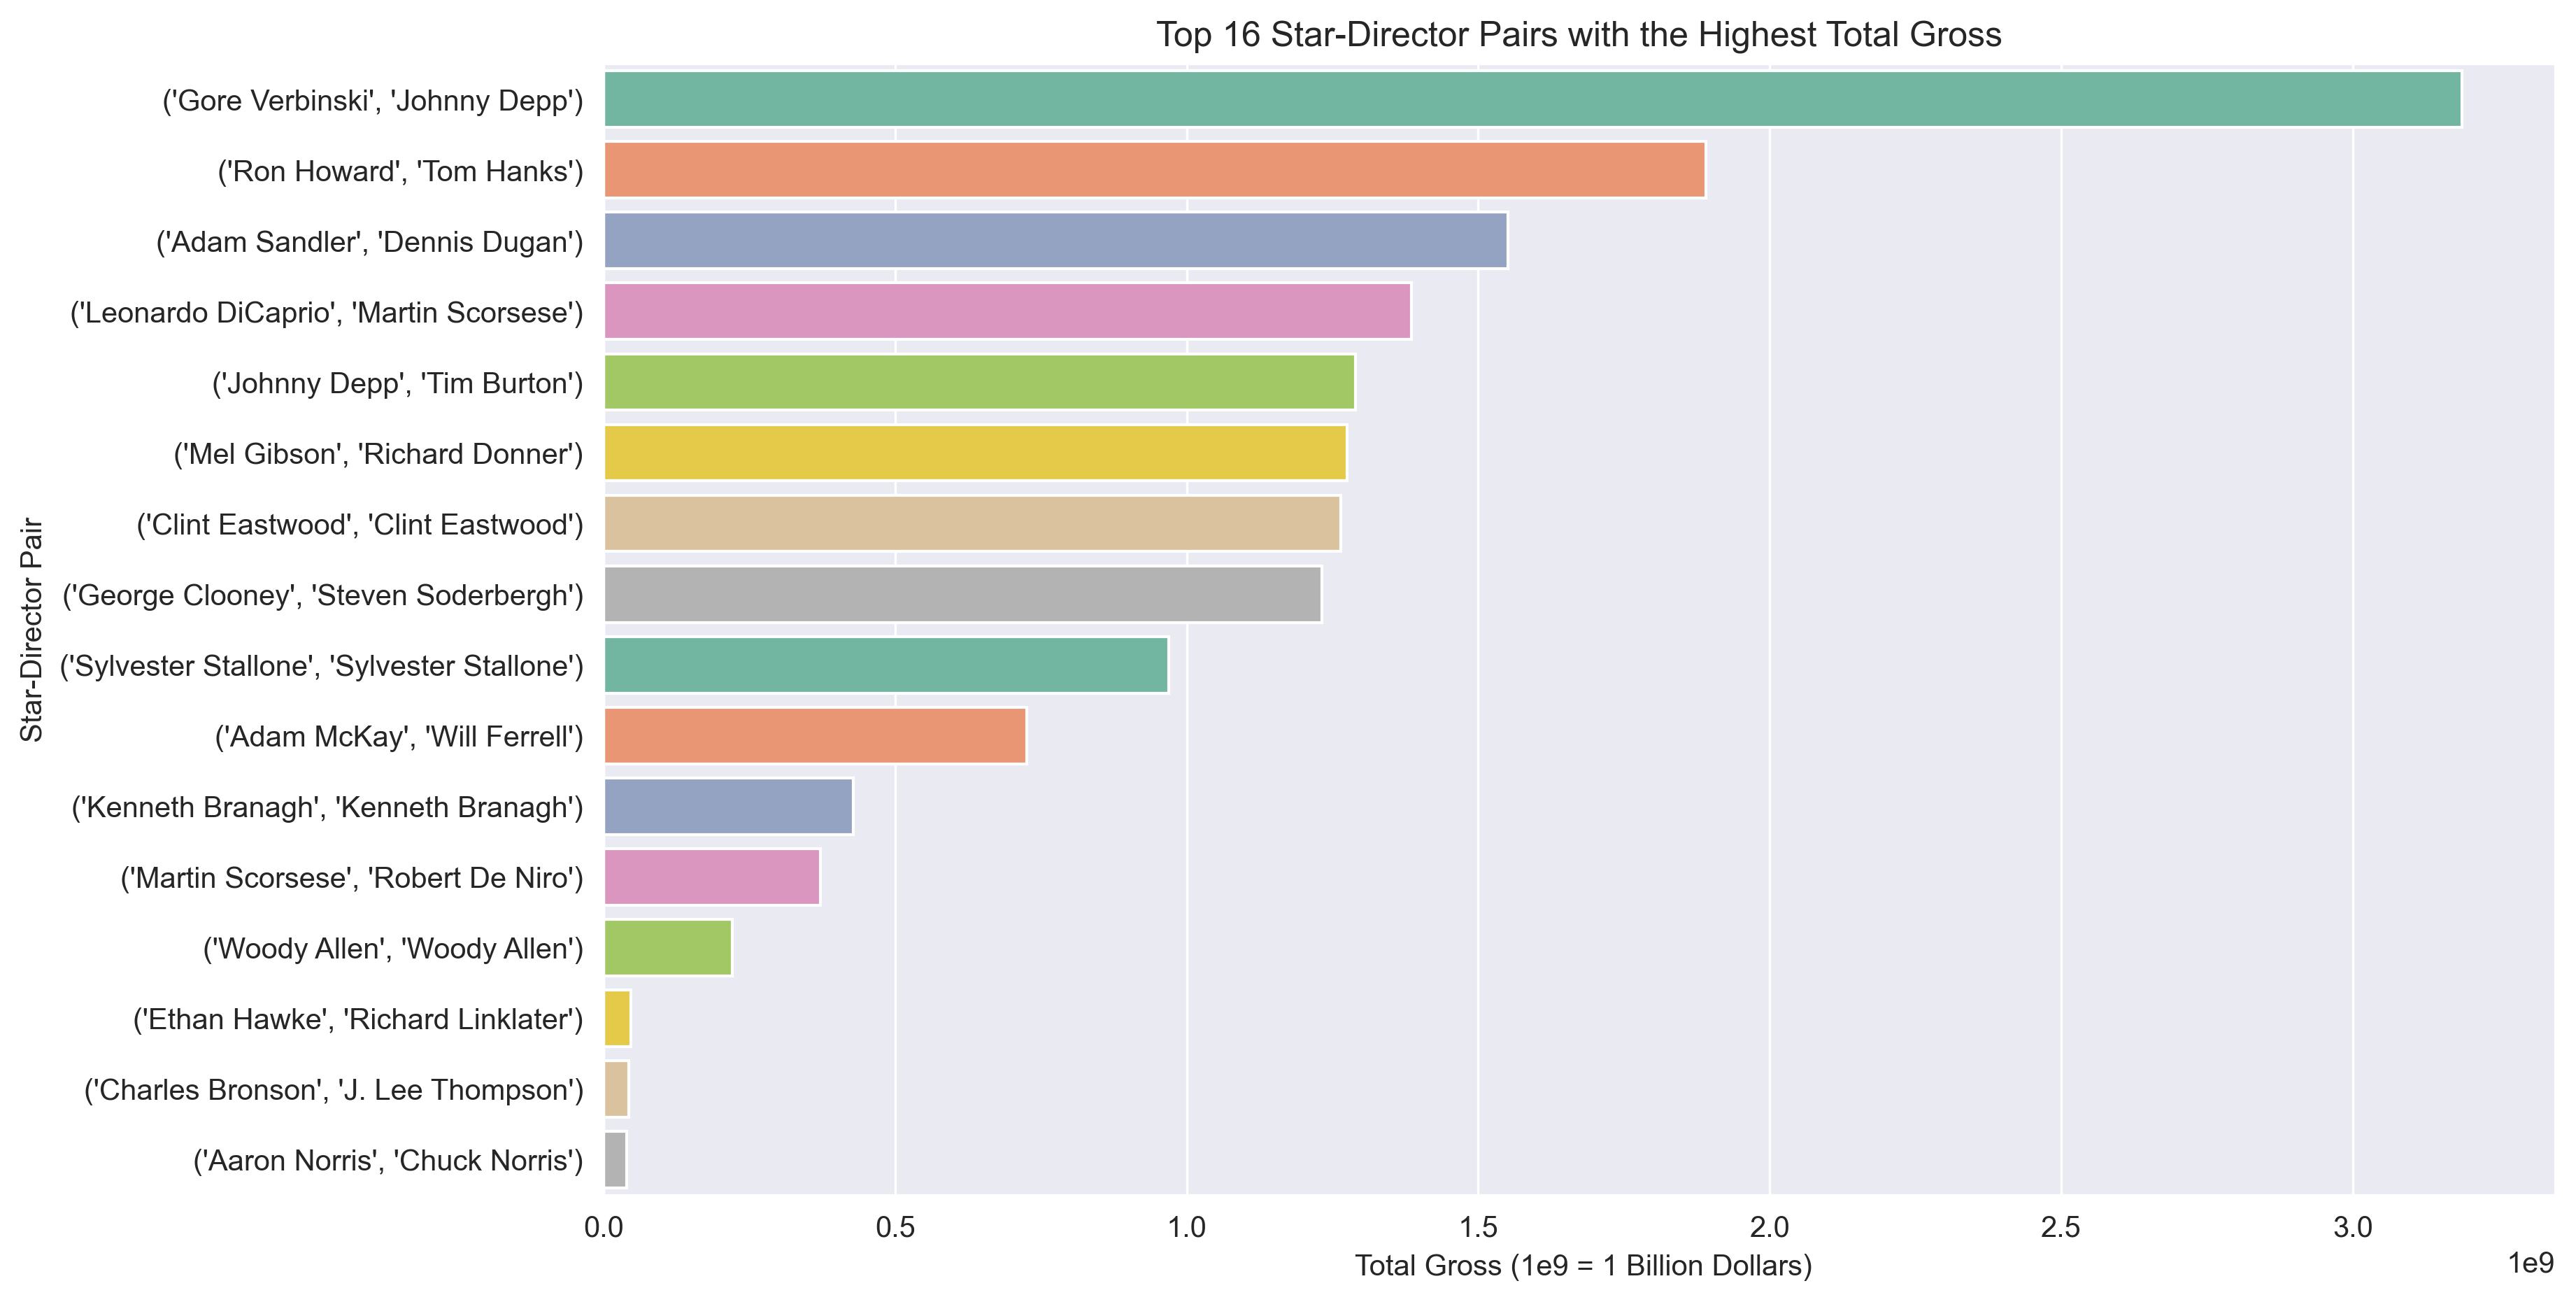 Top 16 Star-Director Pairs with the Highest Total Gross
('Gore Verbinski', 'Johnny Depp')
('Ron Howard', 'Tom Hanks')
('Adam Sandler', 'Dennis Dugan')
('Leonardo DiCaprio', 'Martin Scorsese')
('Johnny Depp', 'Tim Burton')
('Mel Gibson', 'Richard Donner')
('Clint Eastwood', 'Clint Eastwood')
('George Clooney', 'Steven Soderbergh')
('Sylvester Stallone', 'Sylvester Stallone')
('Adam McKay', 'Will Ferrell')
('Kenneth Branagh', 'Kenneth Branagh')
('Martin Scorsese', 'Robert De Niro')
('Woody Allen', 'Woody Allen')
('Ethan Hawke', 'Richard Linklater')
('Charles Bronson', 'J. Lee Thompson')
('Aaron Norris', 'Chuck Norris')
Star-Director Pair
0.0 0.5 1.0 1.5 2.0 2.5 3.0
1e9
Total Gross (1e9 = 1 Billion Dollars)